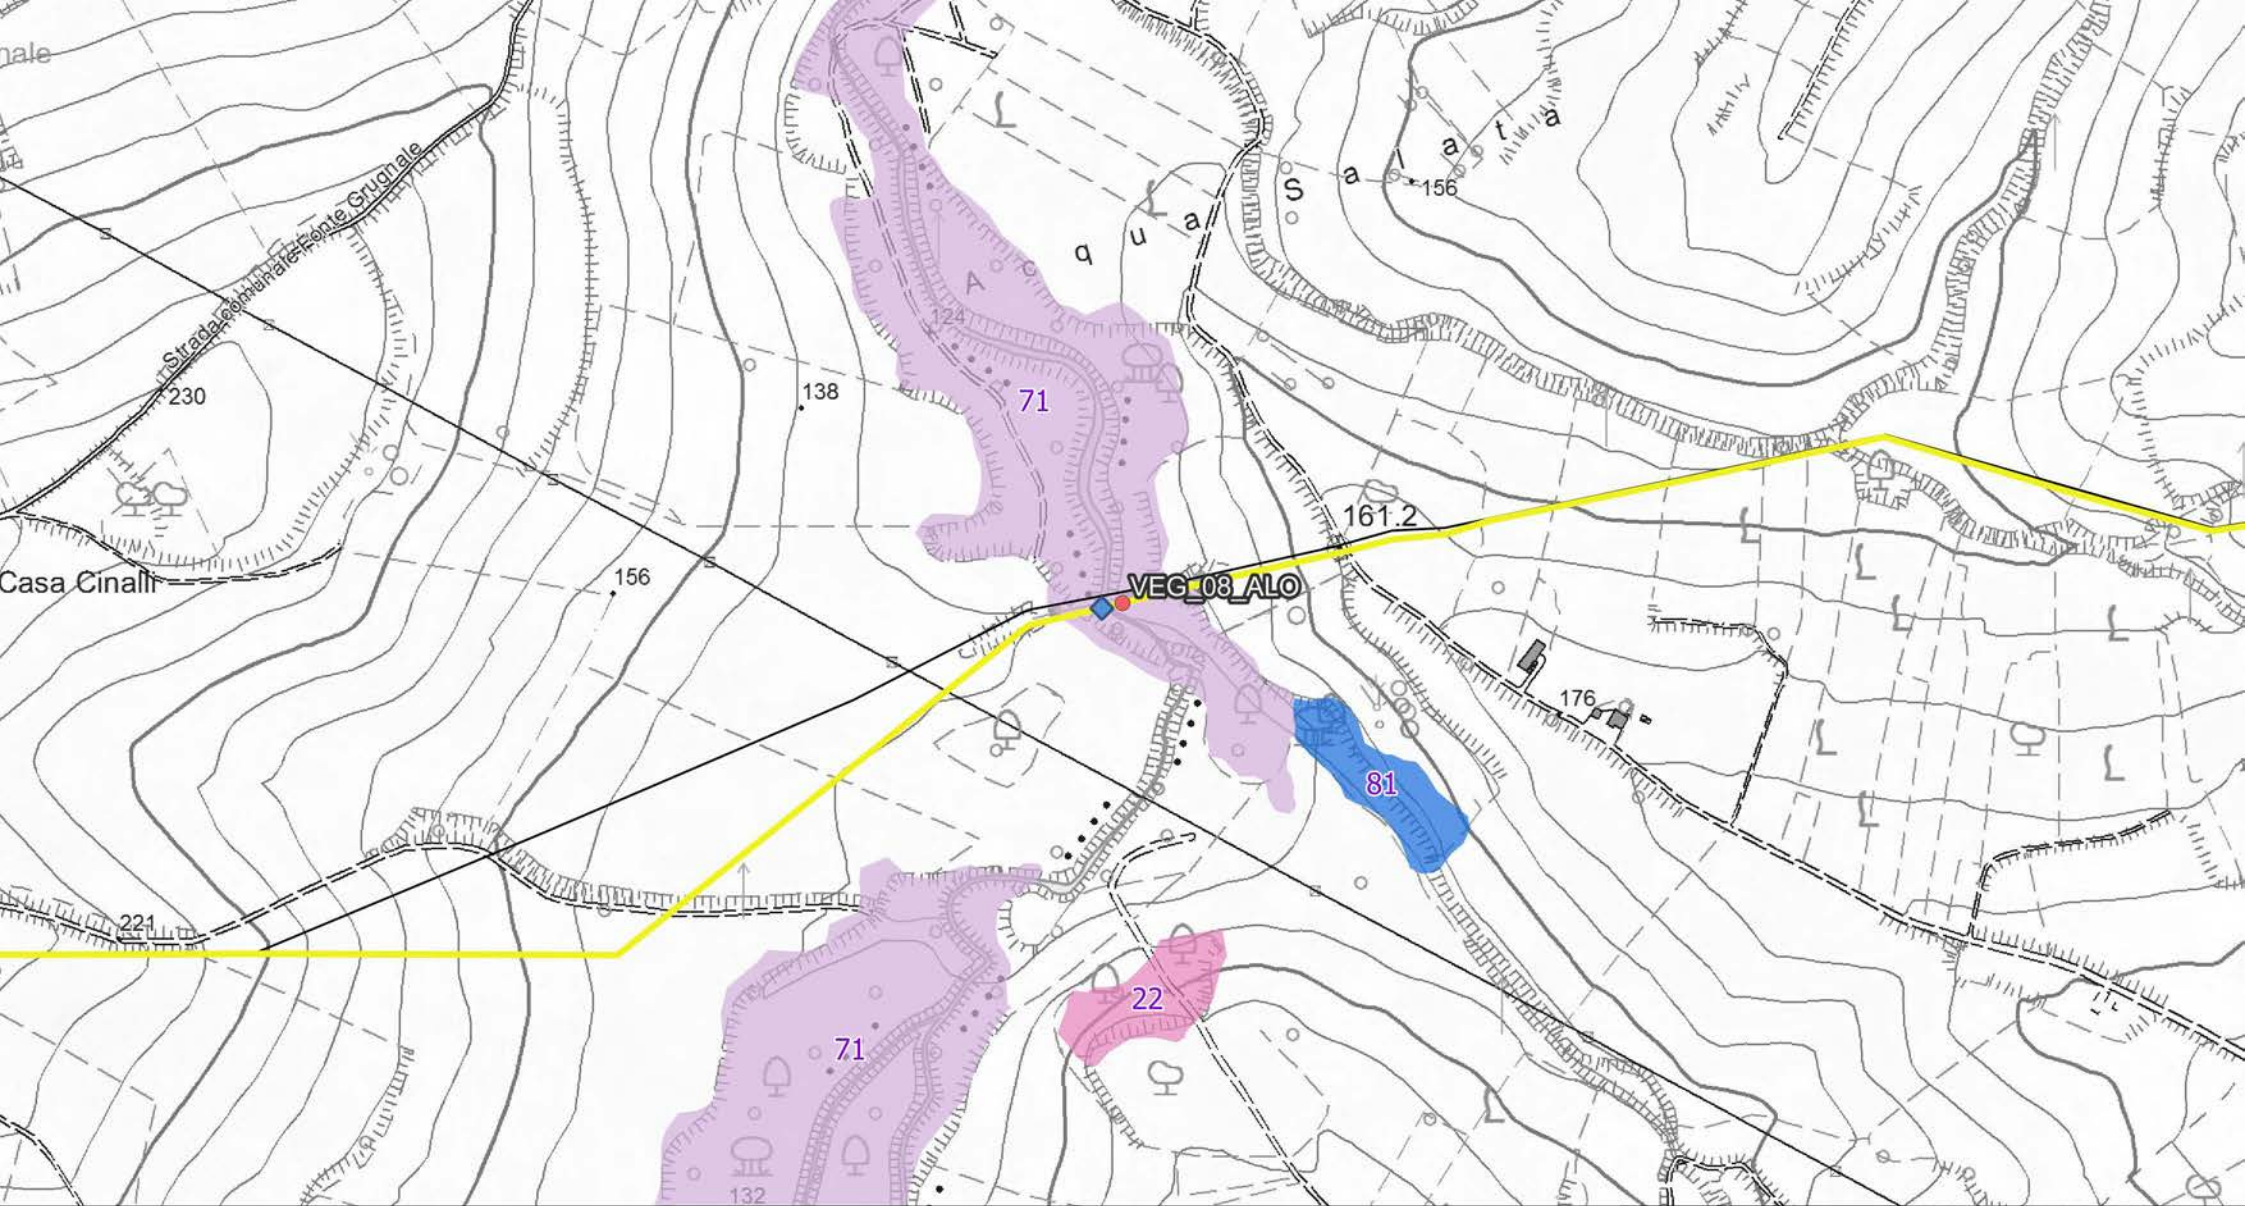 nale
Strada comunale Fonte Grugnale
A c q u a S a l a t a
156
124
138
230
71
161.2
Casa Cinalli
156
VEG_08_ALO
176
81
221
22
71
132